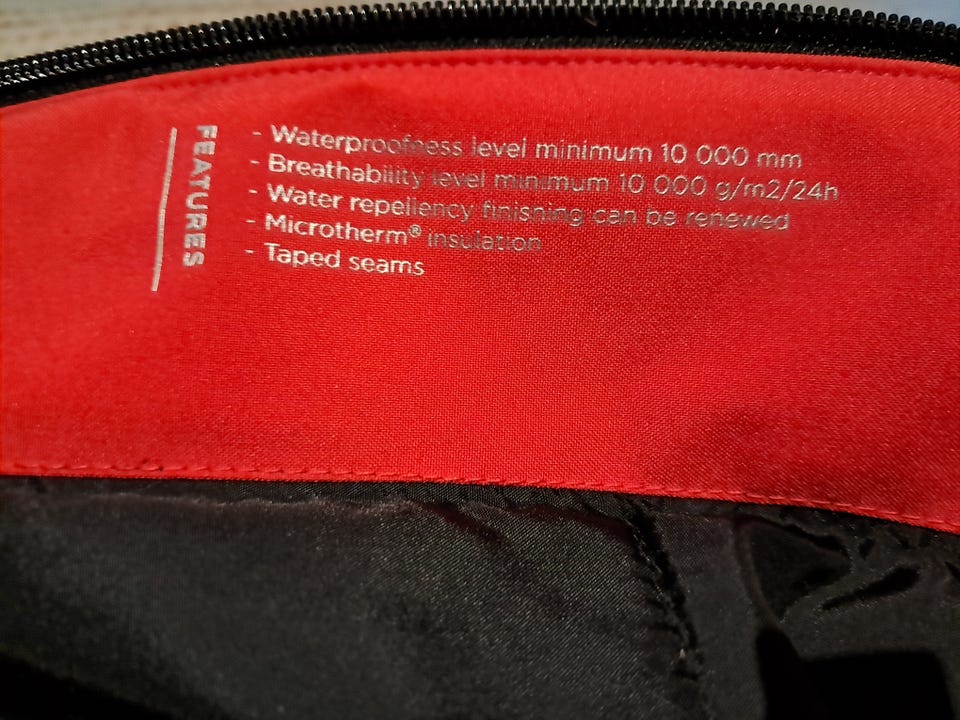 FEATURES
- Waterproofness level minimum 10 000 mm
- Breathability level minimum 10 000 g/m2/24h
- Water repellency finishing can be renewed
- Microtherm® insulation
- Taped seams